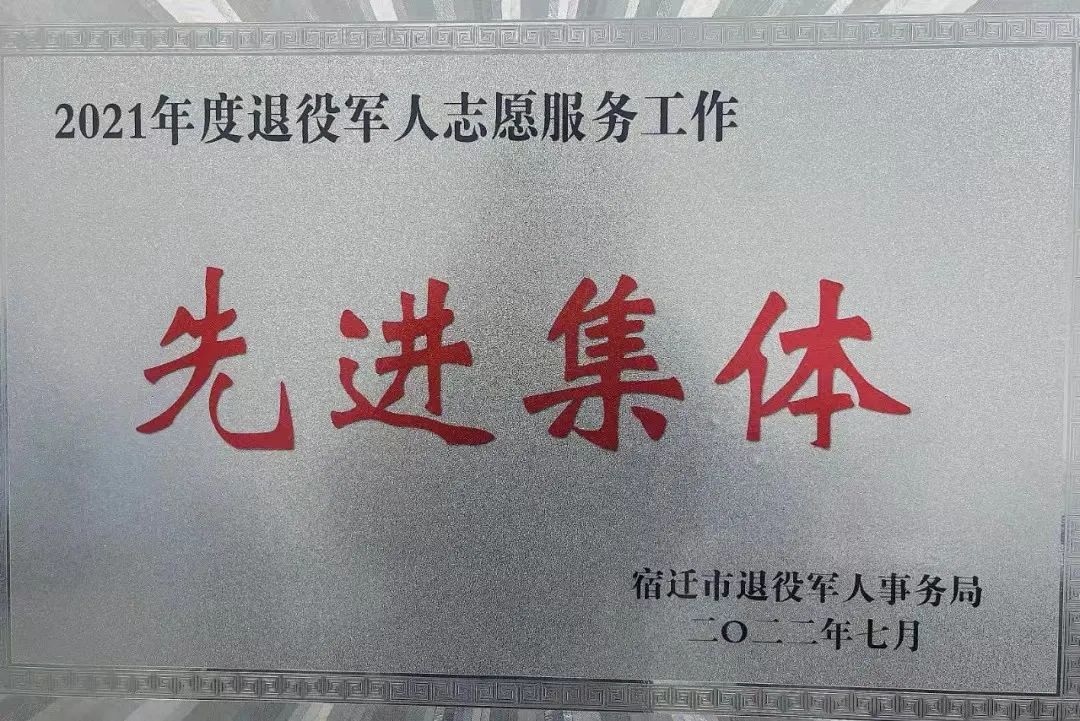 2021年度退役军人志愿服务工作
先进集体
宿迁市退役军人事务局
二〇二二年七月